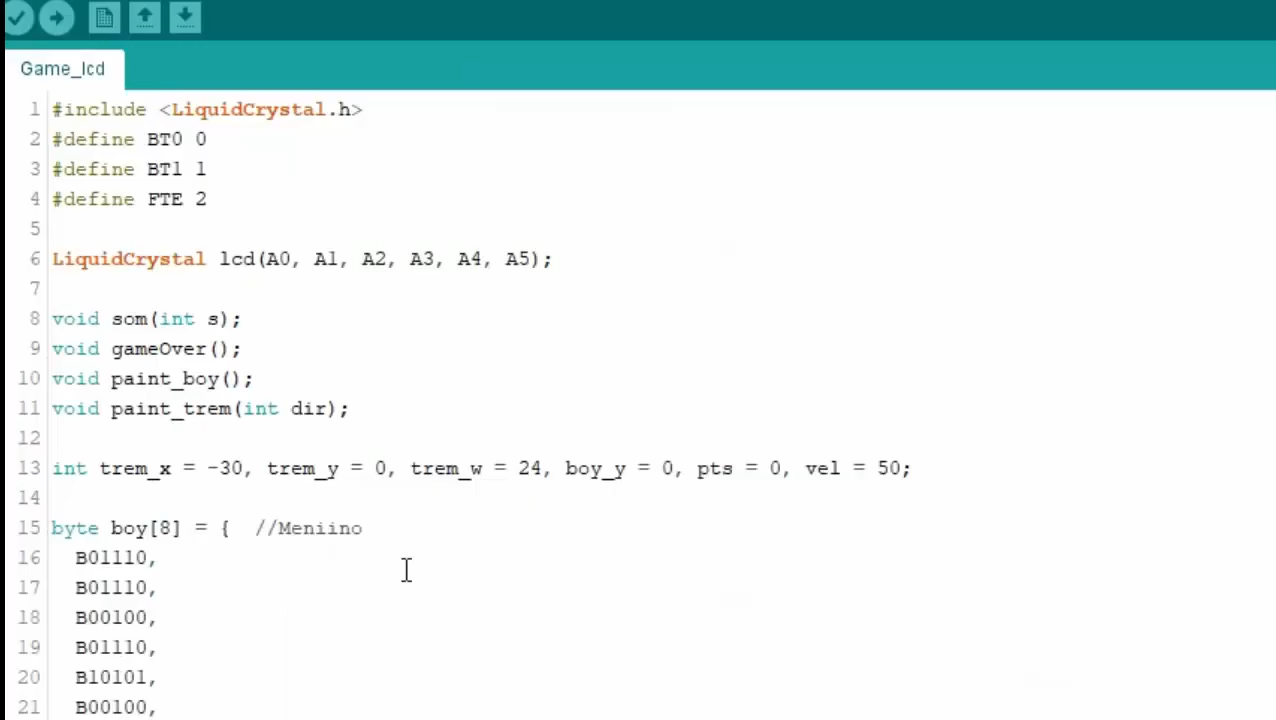 Game_lcd
1 #include <LiquidCrystal.h>
2 #define BT0 0
3 #define BT1 1
4 #define FTE 2
5
6 LiquidCrystal lcd(A0, A1, A2, A3, A4, A5);
7
8 void som(int s);
9 void gameOver();
10 void paint_boy();
11 void paint_trem(int dir);
12
13 int trem_x = -30, trem_y = 0, trem_w = 24, boy_y = 0, pts = 0, vel = 50;
14
15 byte boy[8] = {  //Meniino
16   B01110,
17   B01110,
18   B00100,
19   B01110,
20   B10101,
21   B00100,